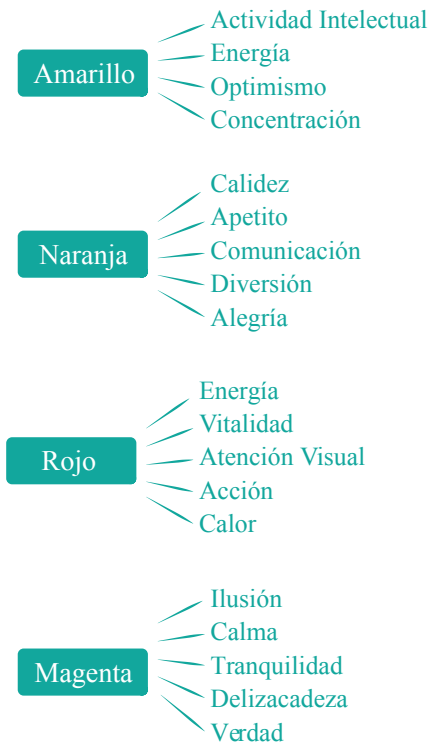 Amarillo
Actividad Intelectual
Energía
Optimismo
Concentración
Naranja
Calidez
Apetito
Comunicación
Diversión
Alegría
Rojo
Energía
Vitalidad
Atención Visual
Acción
Calor
Magenta
Ilusión
Calma
Tranquilidad
Delizacadeza
Verdad